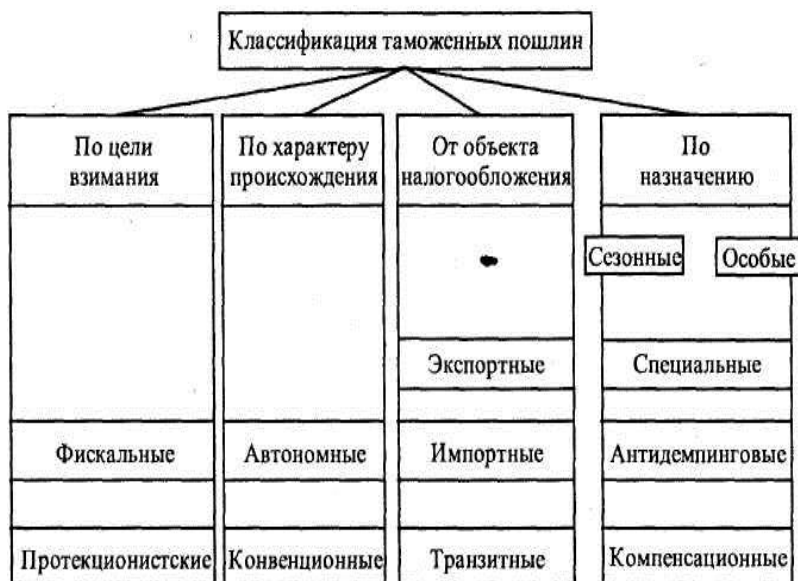 Классификация таможенных пошлин
По цели
взимания
По характеру
происхождения
От объекта
налогообложения
По
назначению
Сезонные
Особые
Экспортные
Специальные
Фискальные
Автономные
Импортные
Антидемпинговые
Протекционистские
Конвенционные
Транзитные
Компенсационные